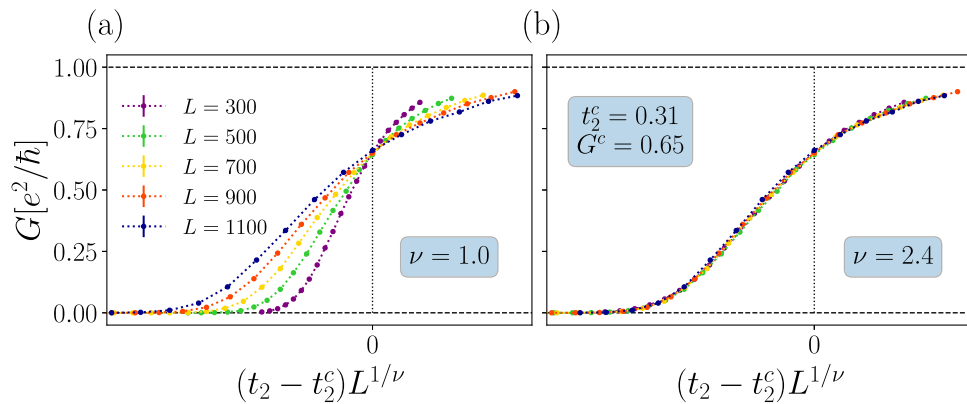 (a)
(b)
1.00
0.75
0.50
0.25
0.00
G[e²/ħ]
L = 300
L = 500
L = 700
L = 900
L = 1100
ν = 1.0
0
(t₂ − t₂ᶜ)L^{1/ν}
t₂ᶜ = 0.31
Gᶜ = 0.65
ν = 2.4
0
(t₂ − t₂ᶜ)L^{1/ν}